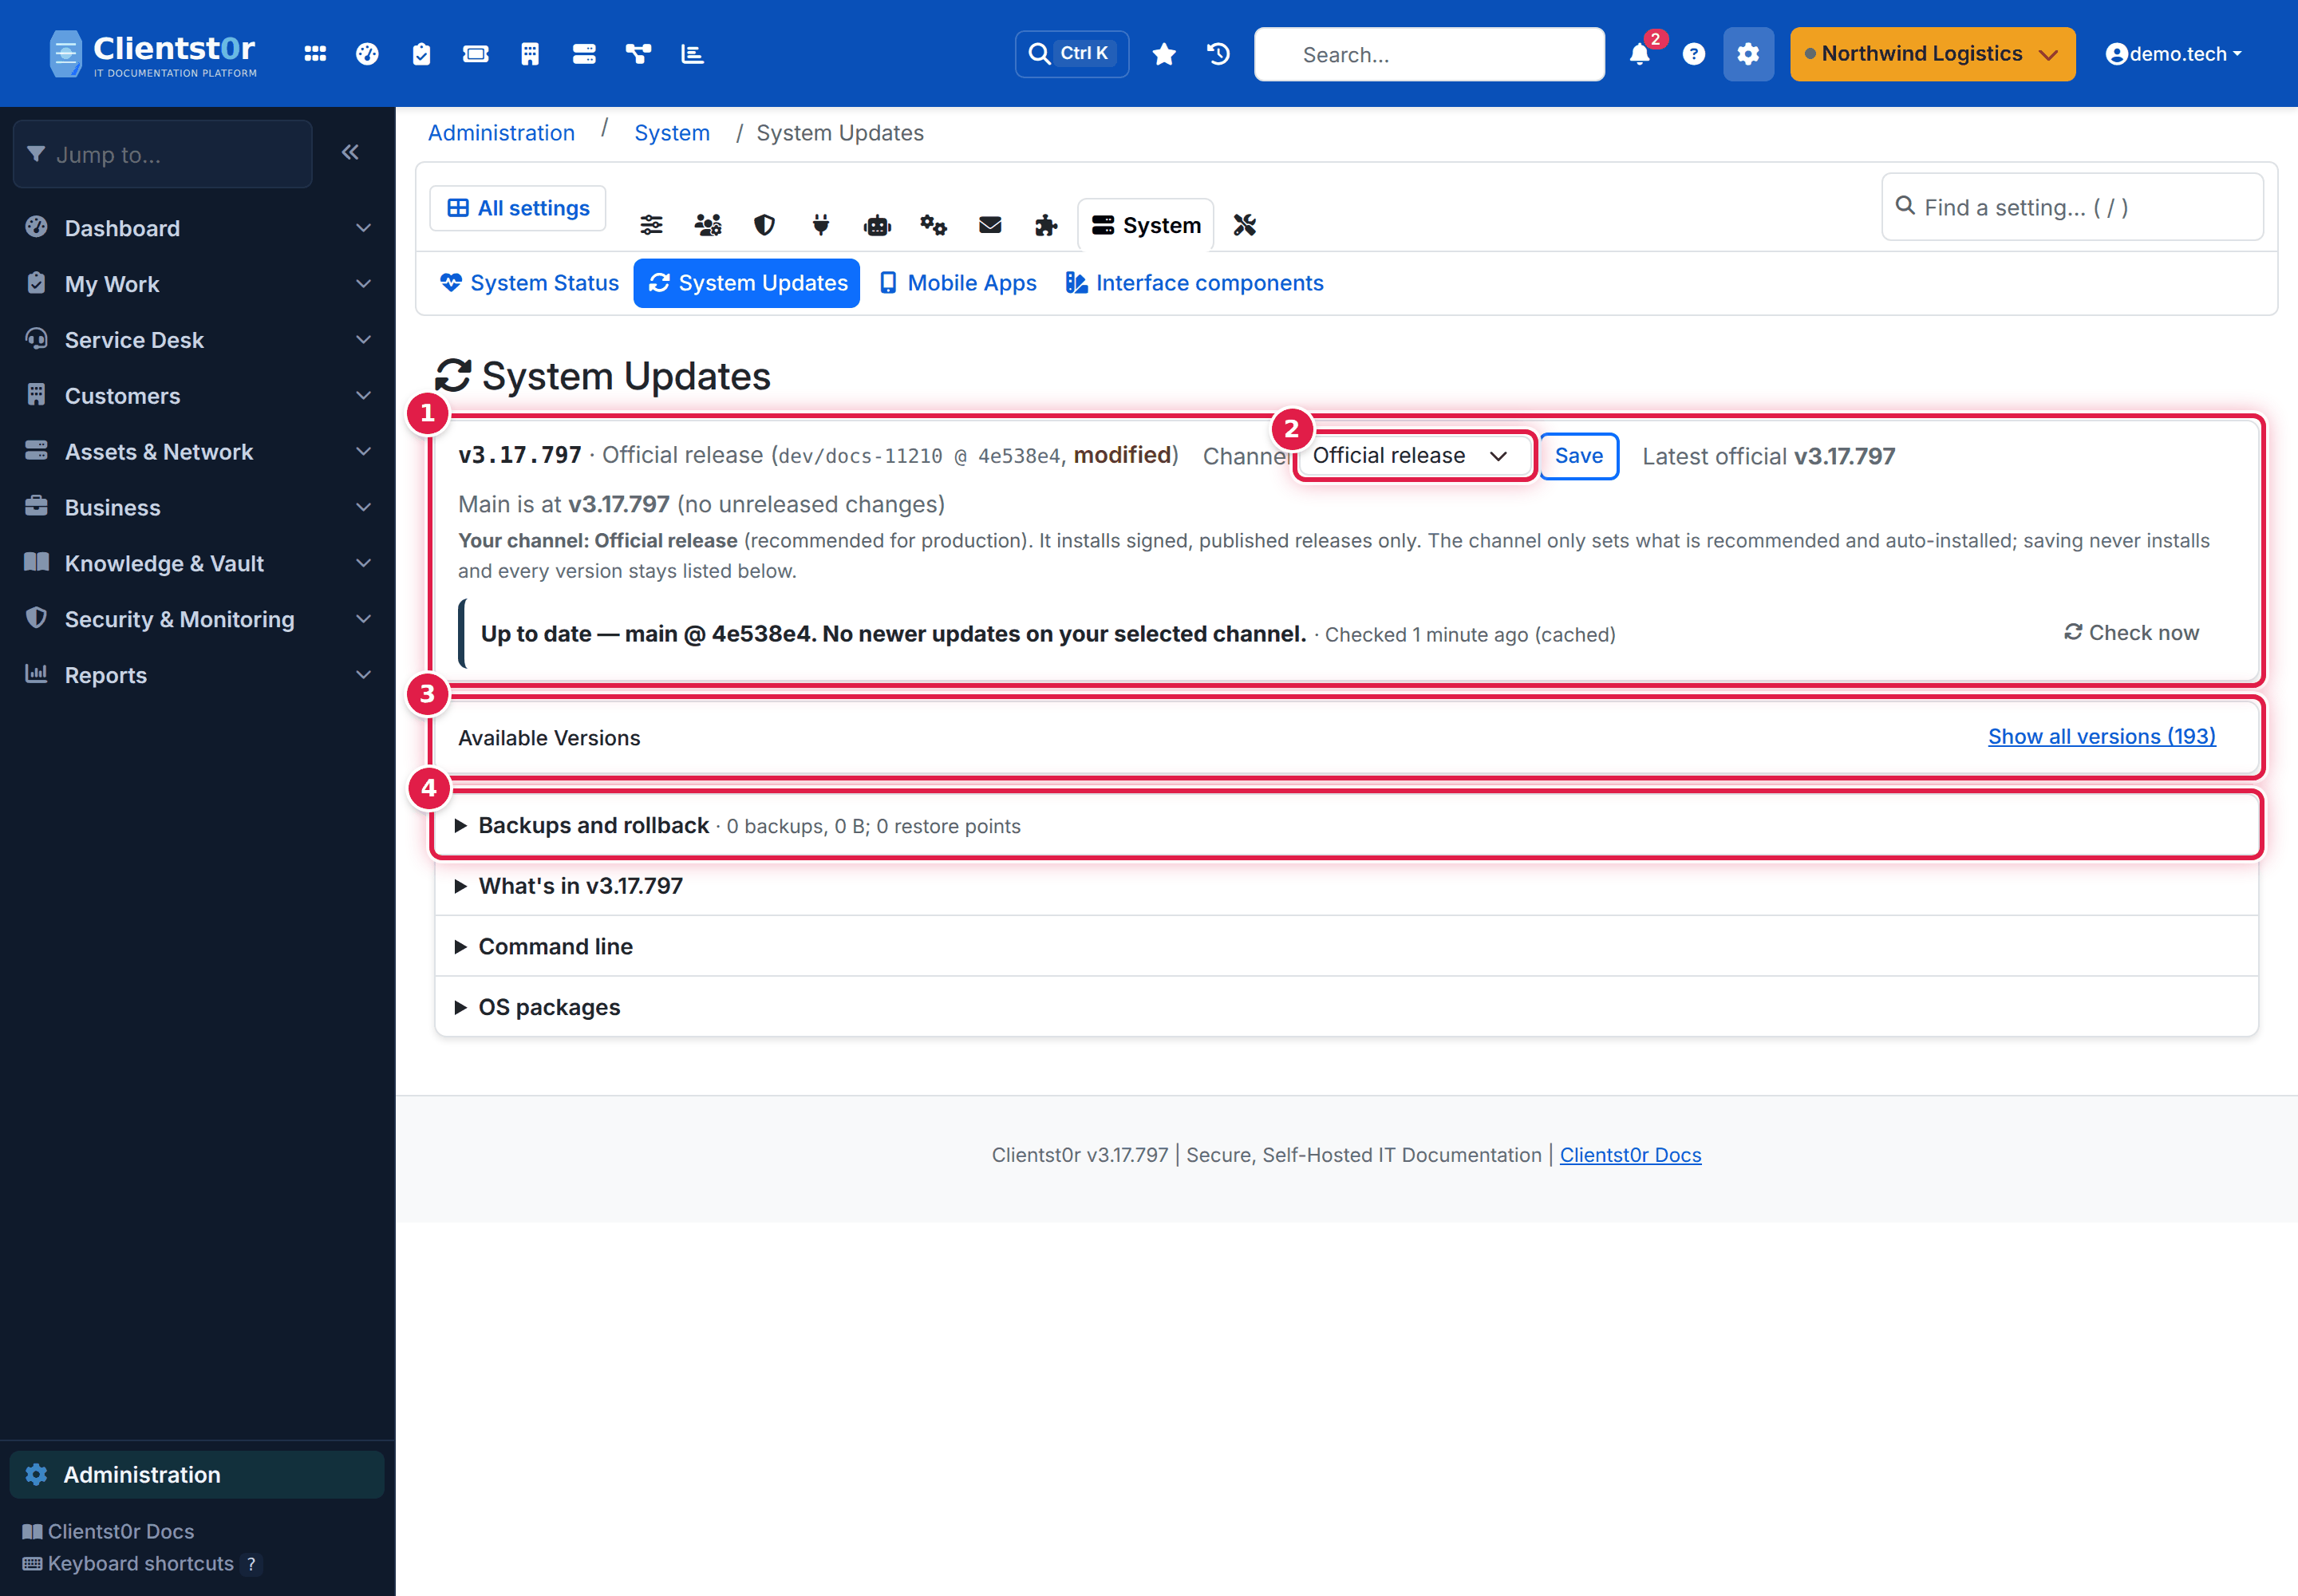 Clientst0r
IT DOCUMENTATION PLATFORM
Ctrl K
Search...
2
?
Northwind Logistics
demo.tech
Jump to...
Dashboard
My Work
Service Desk
Customers
Assets & Network
Business
Knowledge & Vault
Security & Monitoring
Reports
Administration
Clientst0r Docs
Keyboard shortcuts ?
Administration / System / System Updates
All settings
System
Find a setting... ( / )
System Status
System Updates
Mobile Apps
Interface components
System Updates
1
2
v3.17.797 · Official release (dev/docs-11210 @ 4e538e4, modified) Channel Official release Save Latest official v3.17.797
Main is at v3.17.797 (no unreleased changes)
Your channel: Official release (recommended for production). It installs signed, published releases only. The channel only sets what is recommended and auto-installed; saving never installs
and every version stays listed below.
Up to date — main @ 4e538e4. No newer updates on your selected channel. · Checked 1 minute ago (cached)
Check now
3
Available Versions
Show all versions (193)
4
Backups and rollback · 0 backups, 0 B; 0 restore points
What's in v3.17.797
Command line
OS packages
Clientst0r v3.17.797 | Secure, Self-Hosted IT Documentation | Clientst0r Docs